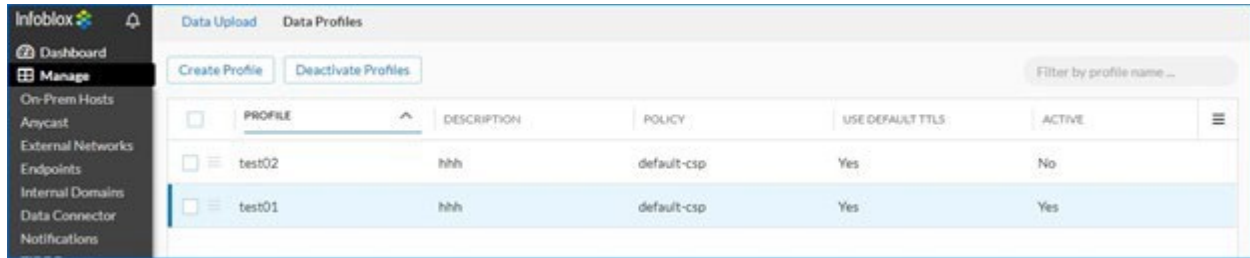 Infoblox
Data Upload Data Profiles
Dashboard
Manage
On-Prem Hosts
Anycast
External Networks
Endpoints
Internal Domains
Data Connector
Notifications
Create Profile Deactivate Profiles Filter by profile name ...
PROFILE DESCRIPTION POLICY USE DEFAULT TTLS ACTIVE
test02 hhh default-csp Yes No
test01 hhh default-csp Yes Yes